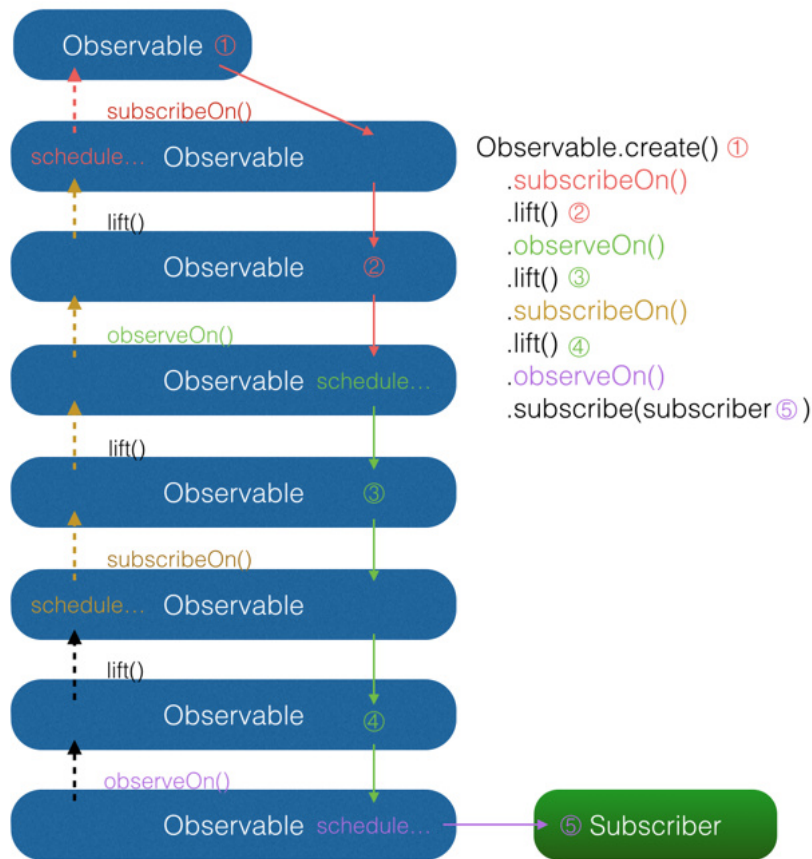 Observable ①
subscribeOn()
schedule... Observable
lift()
Observable ②
observeOn()
Observable schedule...
lift()
Observable ③
subscribeOn()
schedule... Observable
lift()
Observable ④
observeOn()
Observable schedule...
⑤ Subscriber
Observable.create() ①
.subscribeOn()
.lift() ②
.observeOn()
.lift() ③
.subscribeOn()
.lift() ④
.observeOn()
.subscribe(subscriber⑤)